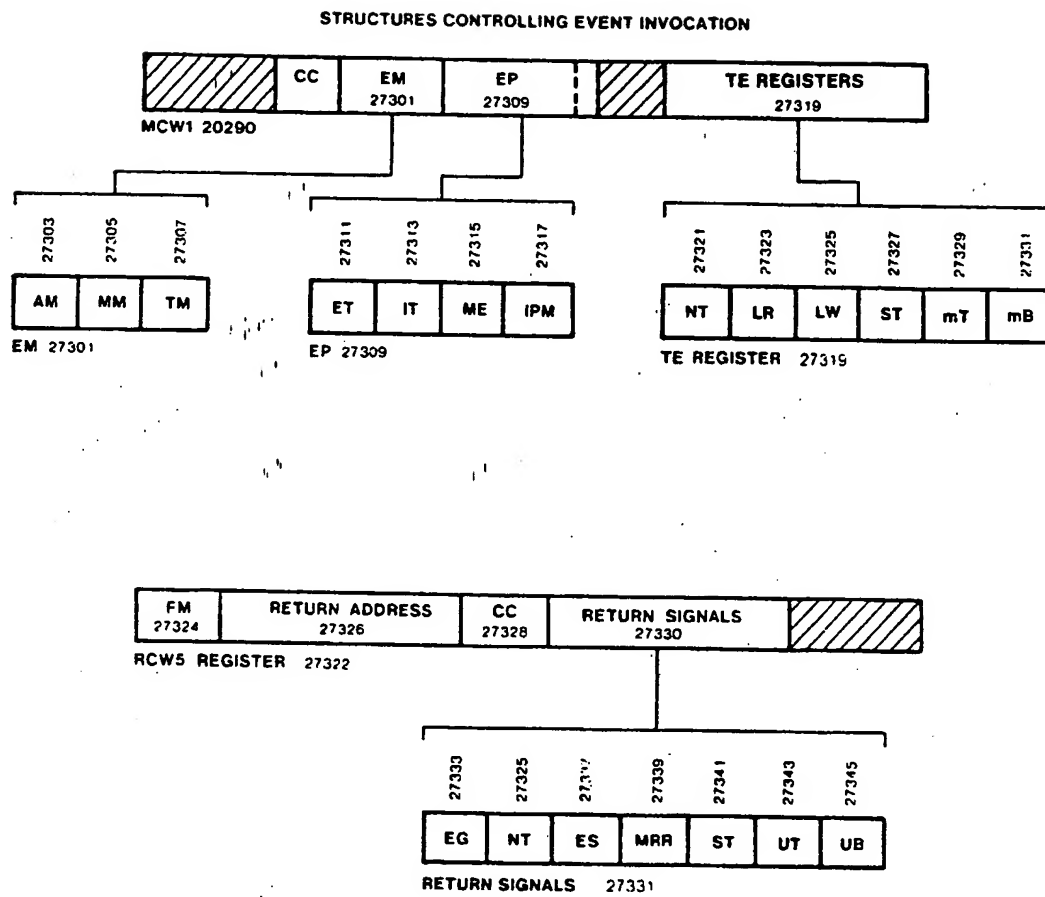 STRUCTURES CONTROLLING EVENT INVOCATION
CC EM EP TE REGISTERS
27301 27309 27319
MCW1 20290
27303 27305 27307 27311 27313 27315 27317 27321 27323 27325 27327 27329 27331
AM MM TM ET IT ME IPM NT LR LW ST mT mB
EM 27301 EP 27309 TE REGISTER 27319
FM RETURN ADDRESS CC RETURN SIGNALS
27324 27326 27328 27330
RCW5 REGISTER 27322
27333 27325 27339 27341 27343 27345
EG NT ES MRR ST UT UB
RETURN SIGNALS 27331